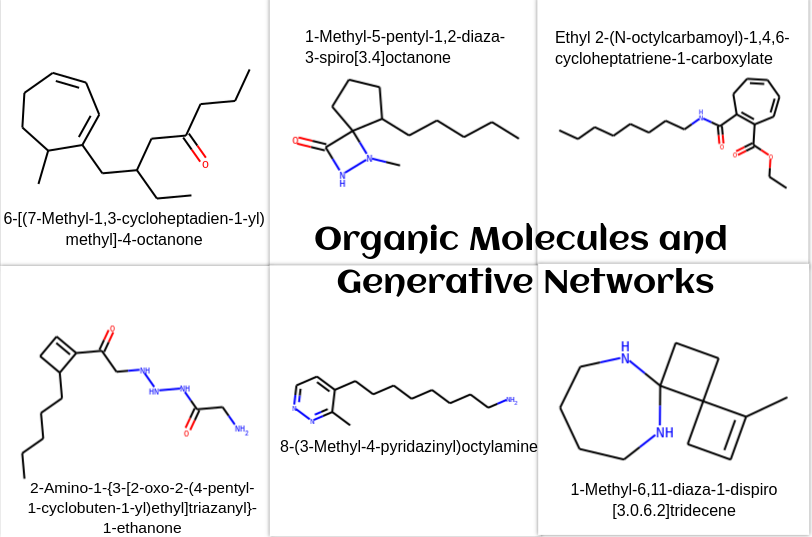 1-Methyl-5-pentyl-1,2-diaza-
3-spiro[3.4]octanone
Ethyl 2-(N-octylcarbamoyl)-1,4,6-
cycloheptatriene-1-carboxylate
O
O
NH
N
H
N
O
O
O
N
H
6-[(7-Methyl-1,3-cycloheptadien-1-yl)
methyl]-4-octanone
Organic Molecules and
Generative Networks
O
NH
HN
NH
O
NH2
2-Amino-1-{3-[2-oxo-2-(4-pentyl-
1-cyclobuten-1-yl)ethyl]triazanyl}-
1-ethanone
N
N
NH2
8-(3-Methyl-4-pyridazinyl)octylamine
H
N
NH
1-Methyl-6,11-diaza-1-dispiro
[3.0.6.2]tridecene